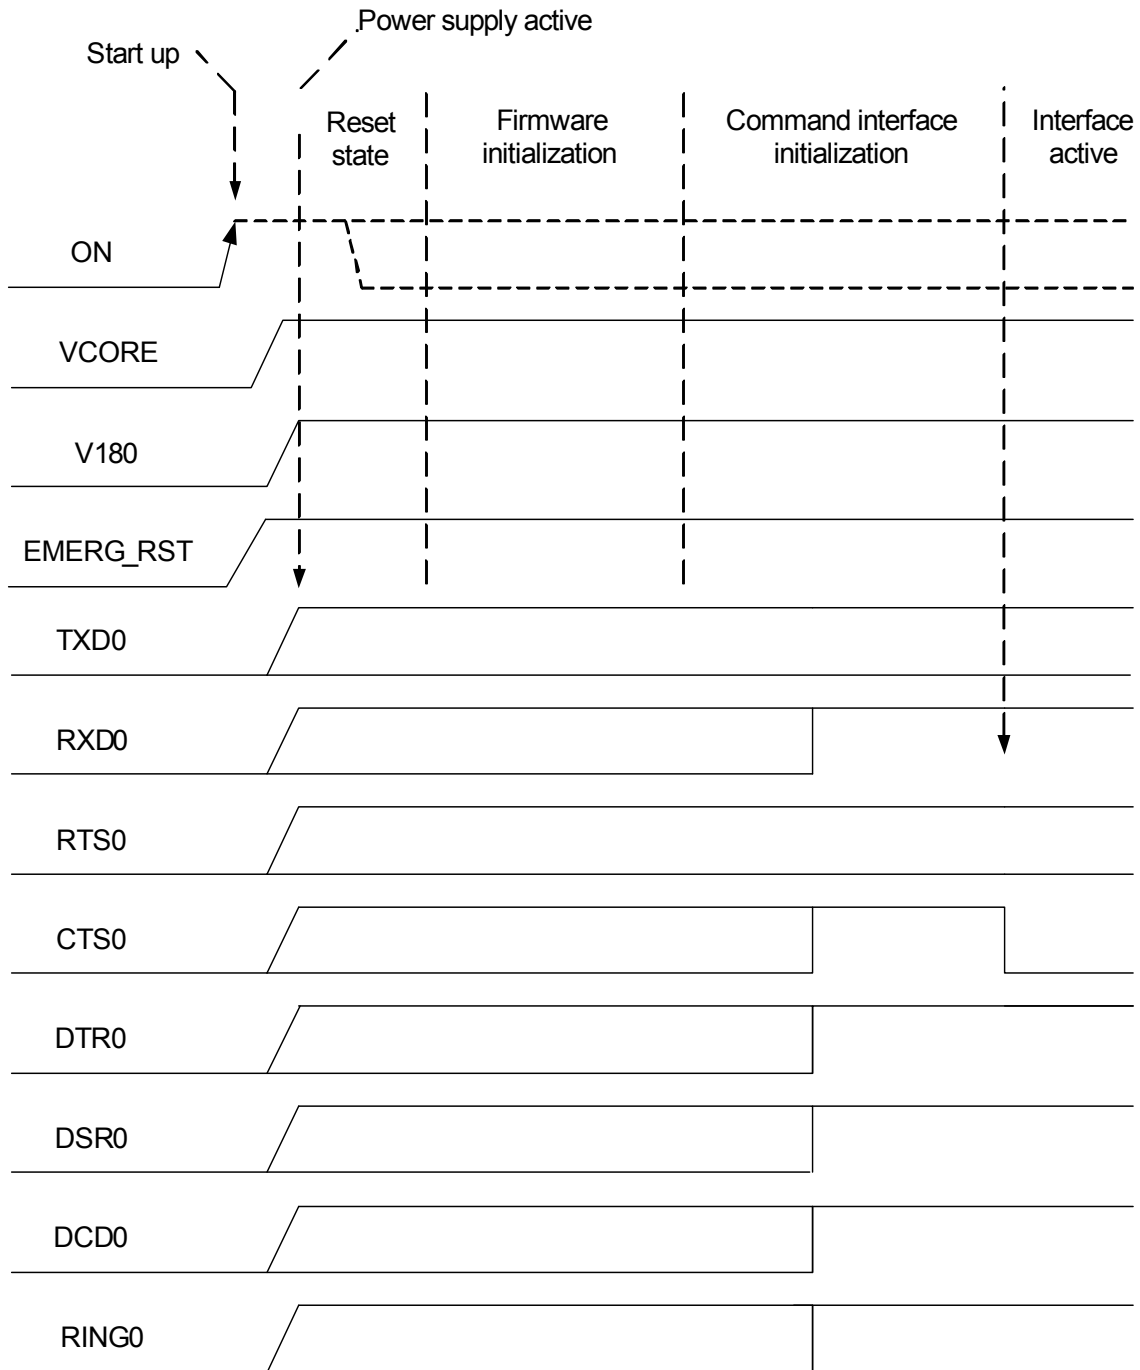 Power supply active
Start up
Reset
state
Firmware
initialization
Command interface
initialization
Interface
active
ON
VCORE
V180
EMERG_RST
TXD0
RXD0
RTS0
CTS0
DTR0
DSR0
DCD0
RING0